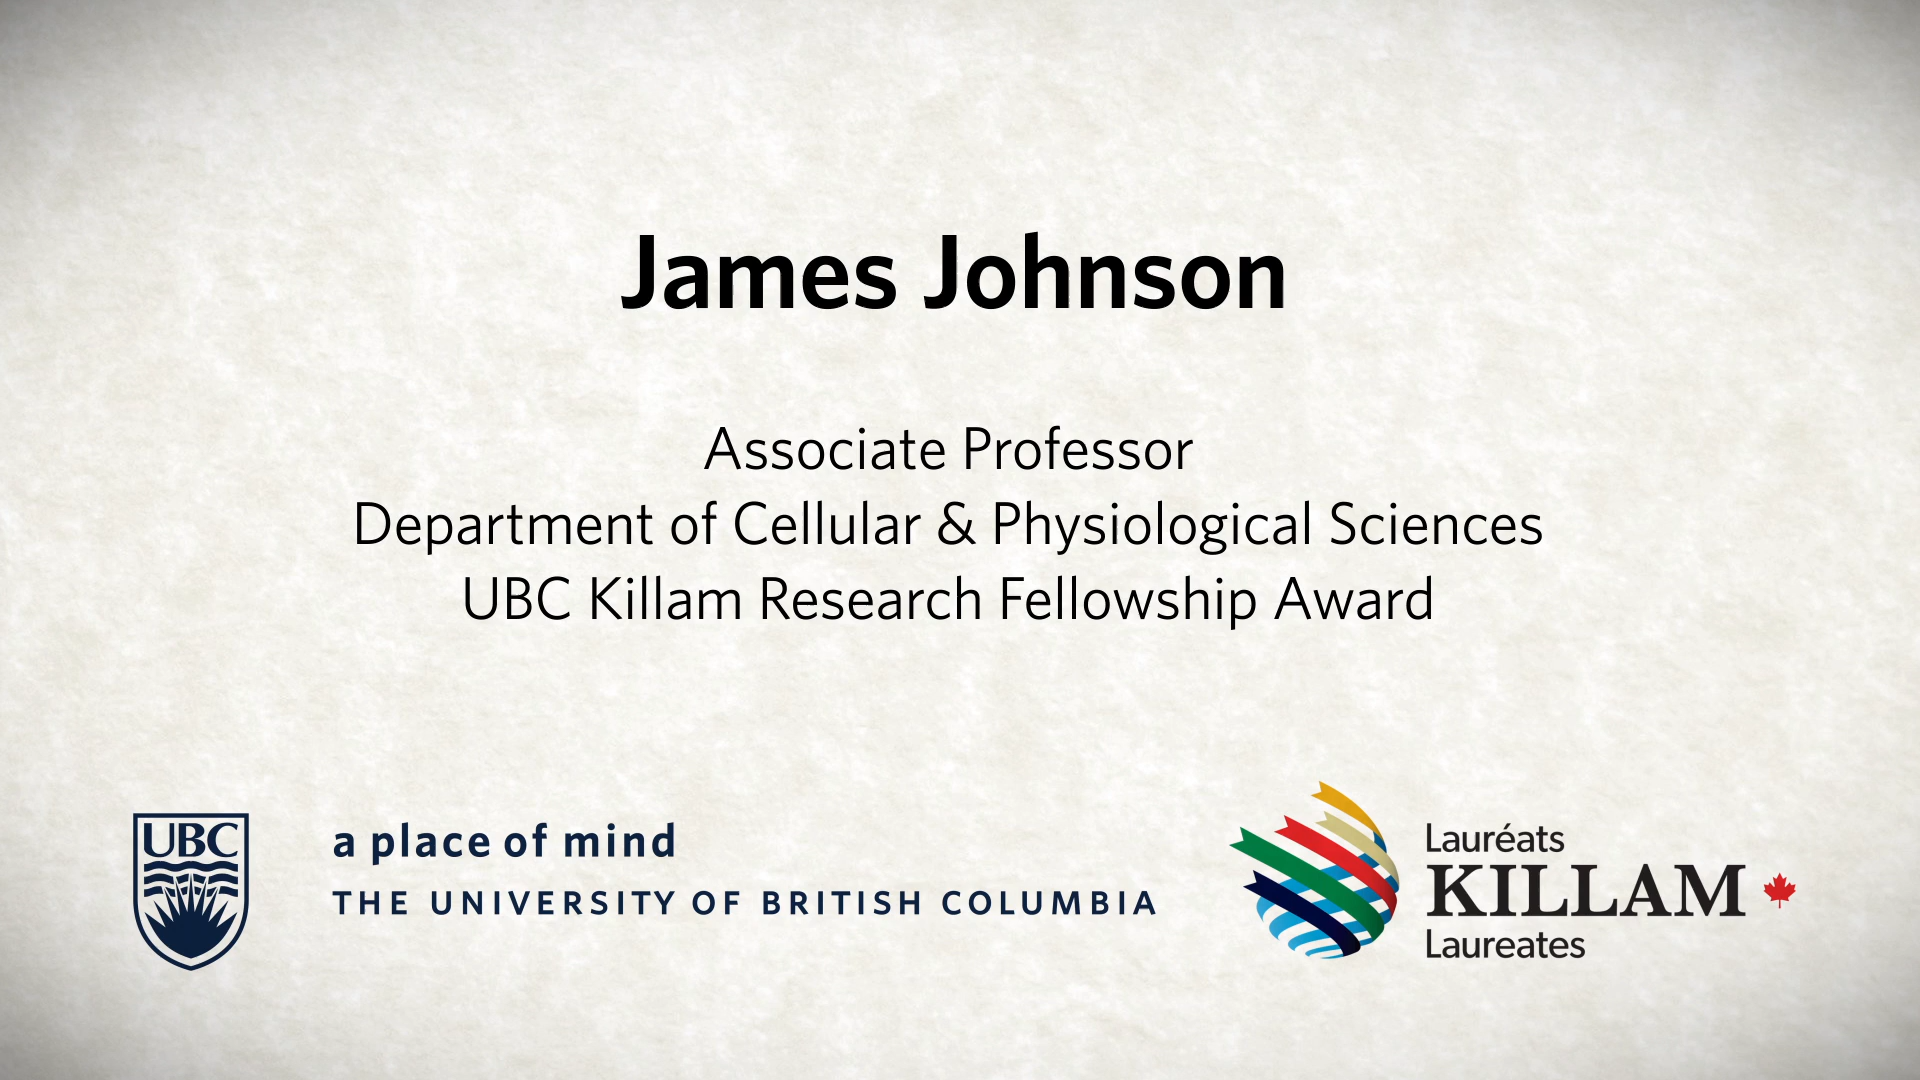 James Johnson
Associate Professor
Department of Cellular & Physiological Sciences
UBC Killam Research Fellowship Award
UBC
a place of mind
THE UNIVERSITY OF BRITISH COLUMBIA
Lauréats
KILLAM
Laureates